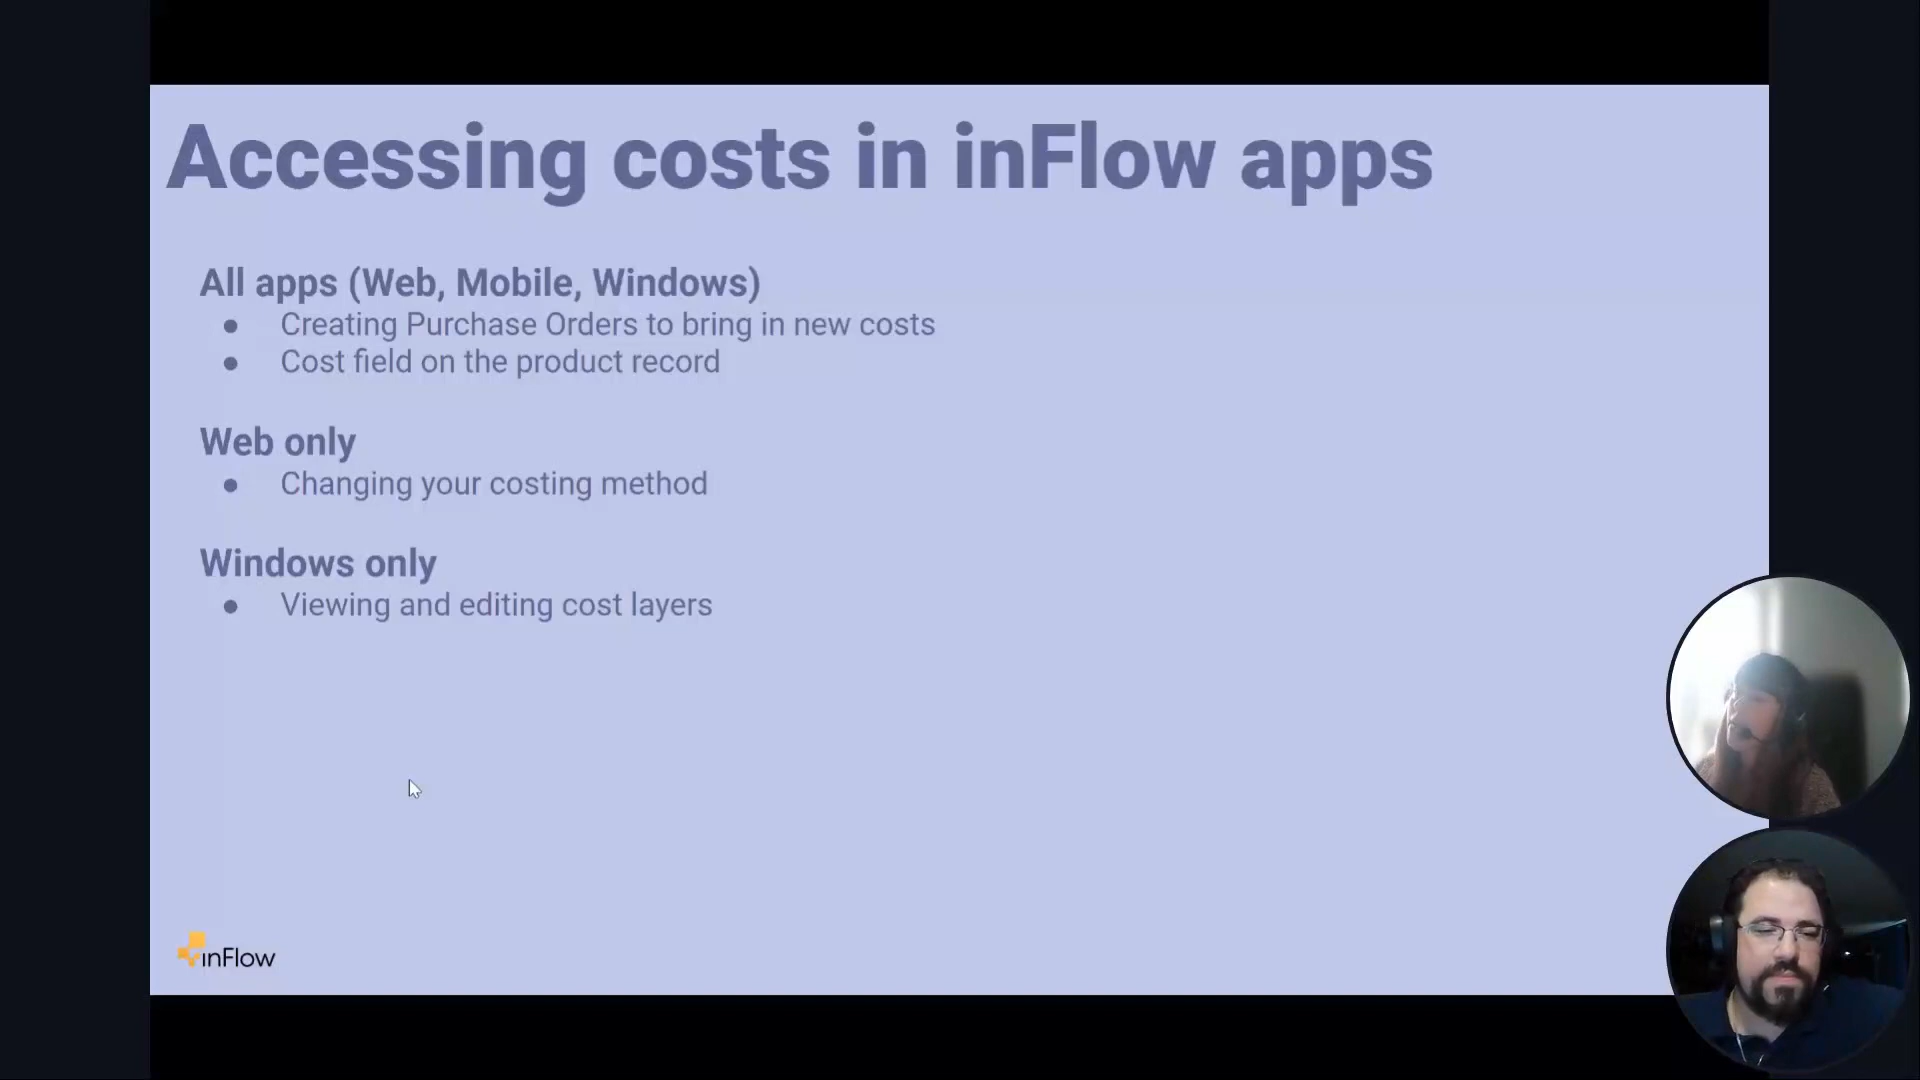 Accessing costs in inFlow apps
All apps (Web, Mobile, Windows)
● Creating Purchase Orders to bring in new costs
● Cost field on the product record
Web only
● Changing your costing method
Windows only
● Viewing and editing cost layers
inFlow